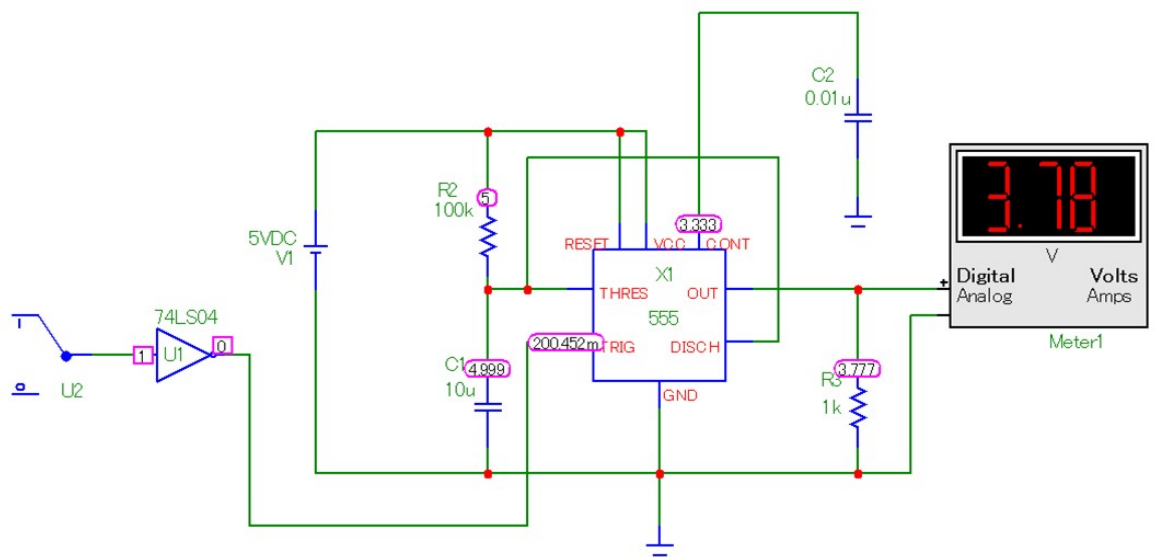 C2
0.01u
R2
100k
5
5VDC
V1
3.333
RESET
VCC
CONT
X1
THRES
OUT
555
3.78
V
Digital
Volts
Analog
Amps
Meter1
74LS04
1
U1
0
1
0
U2
200.452m
TRIG
DISCH
C1
4.999
10u
GND
3.777
R3
1k